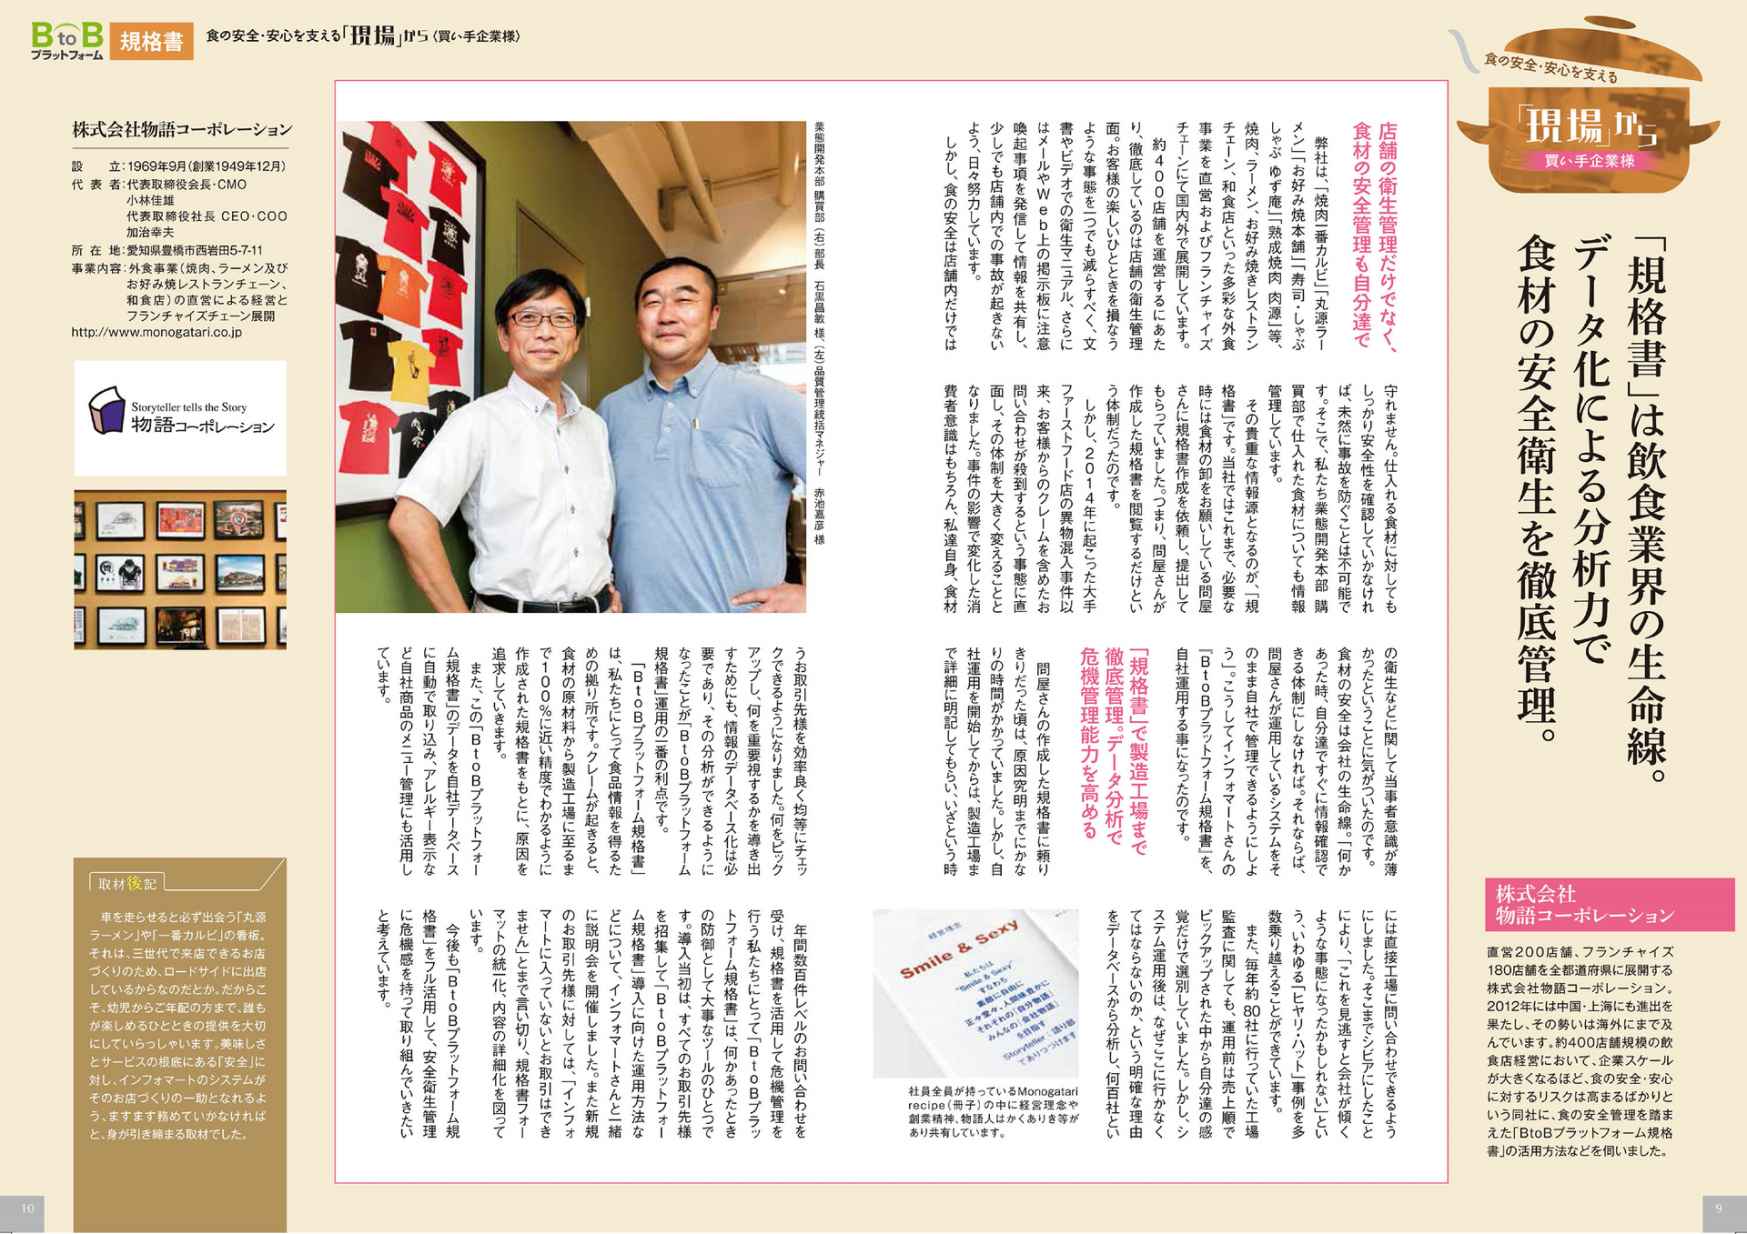 BtoB
プラットフォーム
規格書
食の安全・安心を支える「現場」から〈買い手企業様〉
食の安全・安心を支える
「現場」から
買い手企業様
「規格書」は飲食業界の生命線。
データ化による分析力で
食材の安全衛生を徹底管理。
株式会社
物語コーポレーション
直営200店舗、フランチャイズ
180店舗を全都道府県に展開する
株式会社物語コーポレーション。
2012年には中国・上海にも進出を
果たし、その勢いは海外にまで及
んでいます。約400店舗規模の飲
食店経営において、企業スケール
が大きくなるほど、食の安全・安心
に対するリスクは高まるばかりと
いう同社に、食の安全管理を踏ま
えた「BtoBプラットフォーム規格
書」の活用方法などを伺いました。
店舗の衛生管理だけでなく、
食材の安全管理も自分達で
弊社は、「焼肉一番カルビ」「丸源ラー
メン」「お好み焼本舗」「寿司・しゃぶ
しゃぶ ゆず庵」「熟成焼肉 肉源」等、
焼肉、ラーメン、お好み焼きレストラン
チェーン、和食店といった多彩な外食
事業を直営およびフランチャイズ
チェーンにて国内外で展開しています。
約400店舗を運営するにあた
り、徹底しているのは店舗の衛生管理
面。お客様の楽しいひとときを損なう
ような事態を一つでも減らすべく、文
書やビデオでの衛生マニュアル、さらに
はメールやWeb上の掲示板に注意
喚起事項を発信して情報を共有し、
少しでも店舗内での事故が起きない
よう、日々努力しています。
しかし、食の安全は店舗内だけでは
守れません。仕入れる食材に対しても
しっかり安全性を確認していかなけれ
ば、未然に事故を防ぐことは不可能で
す。そこで、私たち業態開発本部 購
買部で仕入れた食材についても情報
管理しています。
その貴重な情報源となるのが、「規
格書」です。当社ではこれまで、必要な
時には食材の卸をお願いしている問屋
さんに規格書作成を依頼し、提出して
もらっていました。つまり、問屋さんが
作成した規格書を閲覧するだけとい
う体制だったのです。
しかし、2014年に起こった大手
ファーストフード店の異物混入事件以
来、お客様からのクレームを含めたお
問い合わせが殺到するという事態に直
面し、その体制を大きく変えることと
なりました。事件の影響で変化した消
費者意識はもちろん、私達自身、食材
の衛生などに関して当事者意識が薄
かったということに気がついたのです。
食材の安全は会社の生命線。「何か
あった時、自分達ですぐに情報確認で
きる体制にしなければ。それならば、
問屋さんが運用しているシステムをそ
のまま自社で管理できるようにしよ
う」。こうしてインフォマートさんの
『BtoBプラットフォーム規格書』を、
自社運用する事になったのです。
「規格書」で製造工場まで
徹底管理。データ分析で
危機管理能力を高める
問屋さんの作成した規格書に頼り
きりだった頃は、原因究明までにかな
りの時間がかかっていました。しかし、自
社運用を開始してからは、製造工場ま
で詳細に明記してもらい、いざという時
には直接工場に問い合わせできるよう
にしました。そこまでシビアにしたこと
により、「これを見逃すと会社が傾く
ような事態になったかもしれない」とい
う、いわゆる「ヒヤリ・ハット」事例を多
数乗り越えることができています。
また、毎年約80社に行っていた工場
監査に関しても、運用前は売上順で
ピックアップされた中から自分達の感
覚だけで選別していました。しかし、シ
ステム運用後は、なぜここに行かなく
てはならないのか、という明確な理由
をデータベースから分析し、何百社とい
うお取引先様を効率良く均等にチェッ
クできるようになりました。何をピック
アップし、何を重要視するかを導き出
すためにも、情報のデータベース化は必
要であり、その分析ができるように
なったことが「BtoBプラットフォーム
規格書」運用の一番の利点です。
「BtoBプラットフォーム規格書」
は、私たちにとって食品情報を得るた
めの拠り所です。クレームが起きると、
食材の原材料から製造工場に至るま
で100%に近い精度でわかるように
作成された規格書をもとに、原因を
追求していきます。
また、この「BtoBプラットフォー
ム規格書」のデータを自社データベース
に自動で取り込み、アレルギー表示な
ど自社商品のメニュー管理にも活用し
ています。
年間数百件レベルのお問い合わせを
受け、規格書を活用して危機管理を
行う私たちにとって「BtoBプラッ
トフォーム規格書」は、何かあったとき
の防御として大事なツールのひとつで
す。導入当初は、すべてのお取引先様
を招集して「BtoBプラットフォー
ム規格書」導入に向けた運用方法な
どについて、インフォマートさんと一緒
に説明会を開催しました。また新規
のお取引先様に対しては、「インフォ
マートに入っていないとお取引はでき
ません」とまで言い切り、規格書フォー
マットの統一化、内容の詳細化を図って
います。
今後も「BtoBプラットフォーム規
格書」をフル活用して、安全衛生管理
に危機感を持って取り組んでいきたい
と考えています。
業態開発本部 購買部 （右）部長 石黒昌敏 様、（左）品質管理統括マネジャー 赤池嘉彦 様
経営理念
Smile & Sexy
私たちは
"Smile & Sexy"
すなわち
素敵に自由に
正々堂々、人間味豊かに
それぞれの「自分物語」
みんなの「会社物語」
を目指す
Storyteller(語り部)
でありつづけます
社員全員が持っているMonogatari
recipe（冊子）の中に経営理念や
創業精神、物語人はかくありき等が
あり共有しています。
株式会社物語コーポレーション
設 立：1969年9月（創業1949年12月）
代 表 者：代表取締役会長・CMO
小林佳雄
代表取締役社長 CEO・COO
加治幸夫
所 在 地：愛知県豊橋市西岩田5-7-11
事業内容：外食事業（焼肉、ラーメン及び
お好み焼レストランチェーン、
和食店）の直営による経営と
フランチャイズチェーン展開
http://www.monogatari.co.jp
Storyteller tells the Story
物語コーポレーション
取材後記
車を走らせると必ず出会う「丸源
ラーメン」や「一番カルビ」の看板。
それは、三世代で来店できるお店
づくりのため、ロードサイドに出店
しているからなのだとか。だからこ
そ、幼児からご年配の方まで、誰も
が楽しめるひとときの提供を大切
にしていらっしゃいます。美味しさ
とサービスの根底にある「安全」に
対し、インフォマートのシステムが
そのお店づくりの一助となれるよ
う、ますます務めていかなければ
と、身が引き締まる取材でした。
10
9